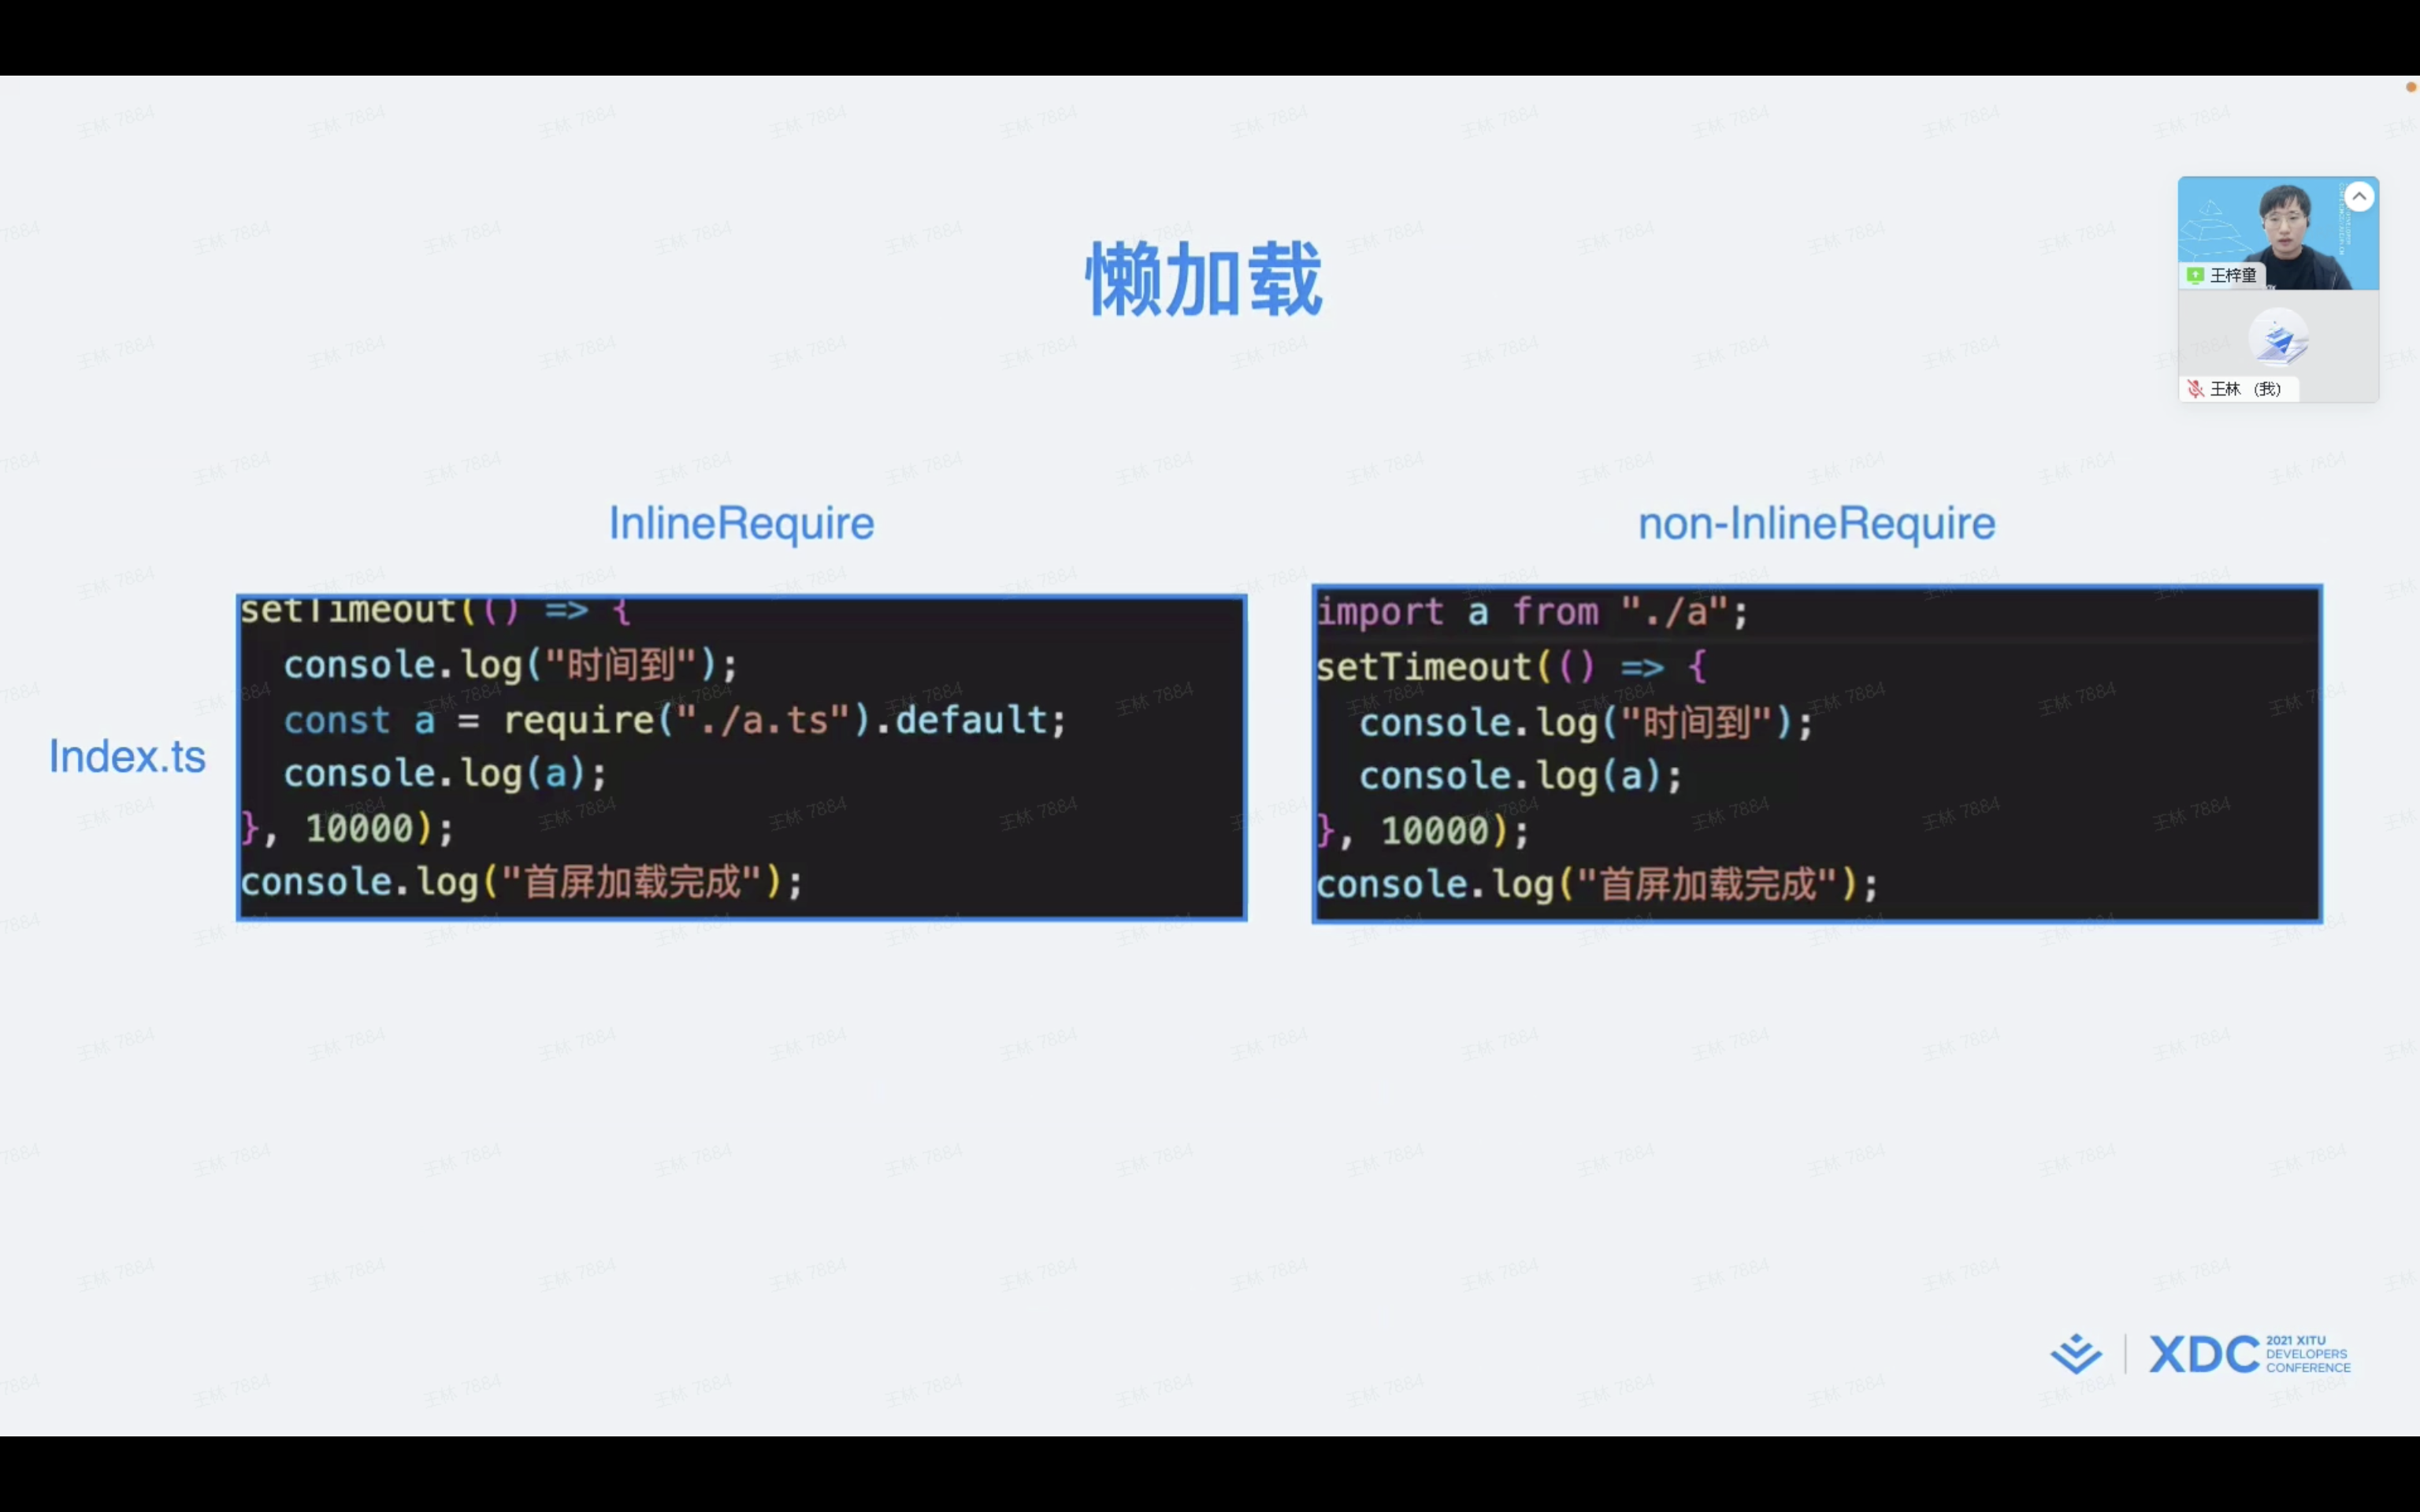 懒加载
王梓童
王林 (我)
InlineRequire
non-InlineRequire
Index.ts
setTimeout(() => {
  console.log("时间到");
  const a = require("./a.ts").default;
  console.log(a);
}, 10000);
console.log("首屏加载完成");
import a from "./a";
setTimeout(() => {
  console.log("时间到");
  console.log(a);
}, 10000);
console.log("首屏加载完成");
XDC
2021 XITU
DEVELOPERS
CONFERENCE
王林 7884